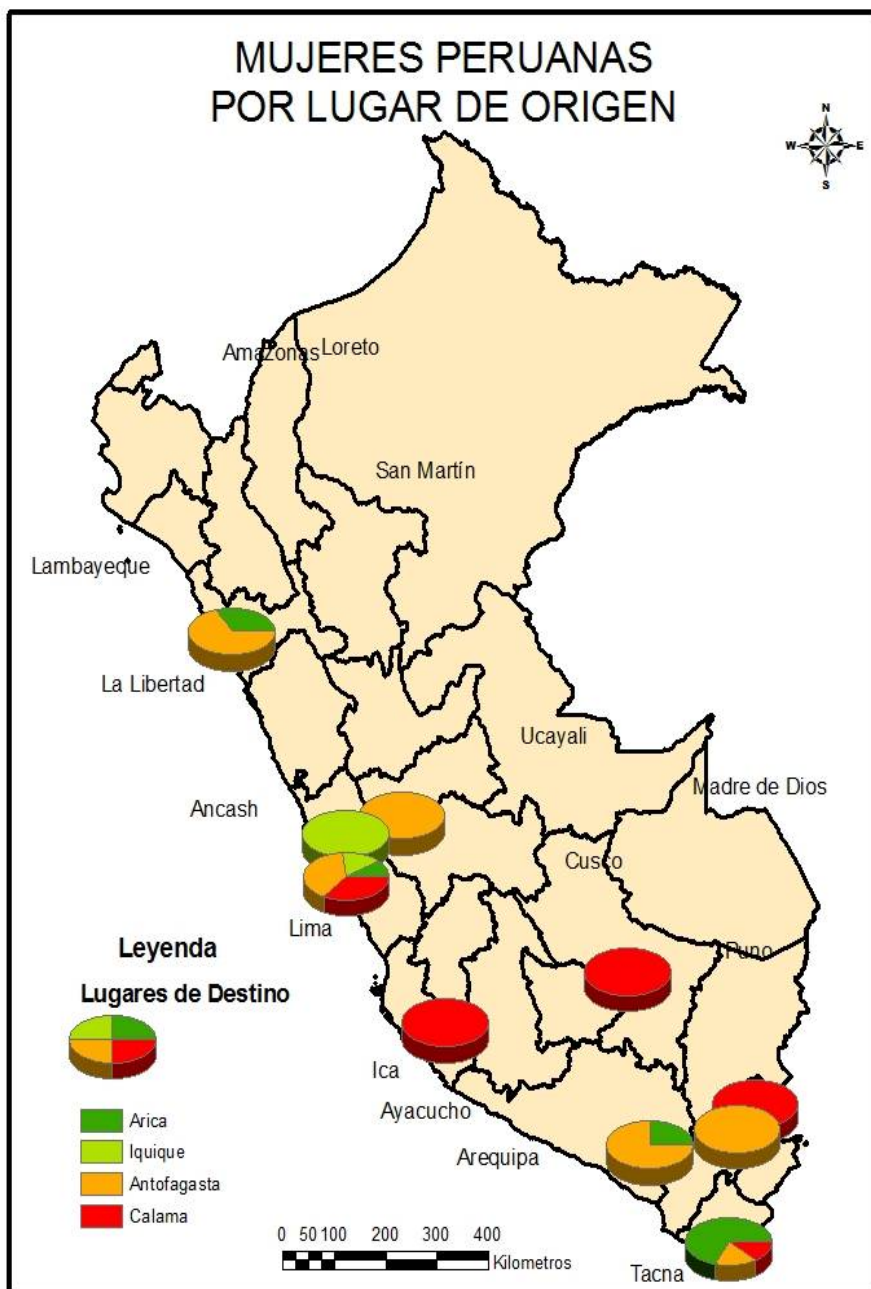 MUJERES PERUANAS
POR LUGAR DE ORIGEN
N
W E
S
Amazonas Loreto
San Martín
Lambayeque
La Libertad
Ucayali
Madre de Dios
Ancash
Cusco
Lima
Puno
Leyenda
Lugares de Destino
Ica
Ayacucho
Arequipa
Arica
Iquique
Antofagasta
Calama
0 50 100 200 300 400
Kilometros
Tacna